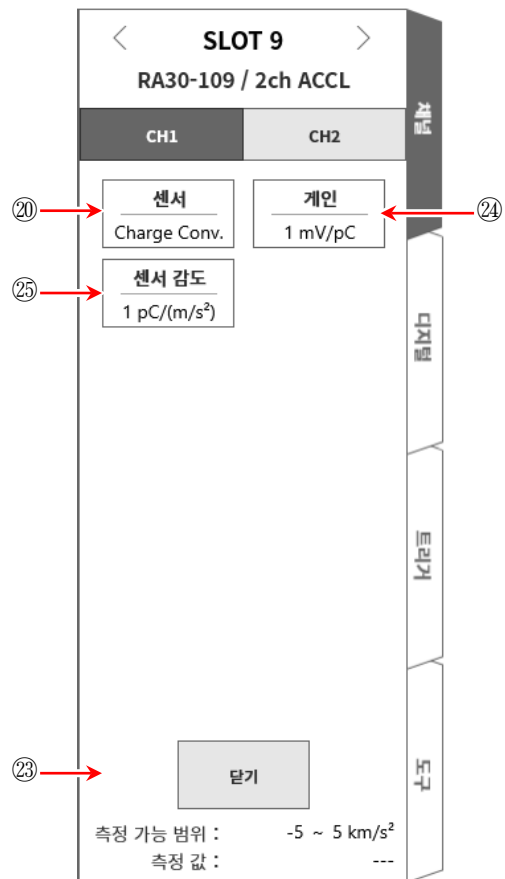 < SLOT 9 >
RA30-109 / 2ch ACCL
CH1 CH2
채널
⑳ 센서 게인 ㉔
Charge Conv. 1 mV/pC
㉕ 센서 감도
1 pC/(m/s²)
디지털
트리거
도구
㉓ 닫기
측정 가능 범위 : -5 ~ 5 km/s²
측정 값 : ---